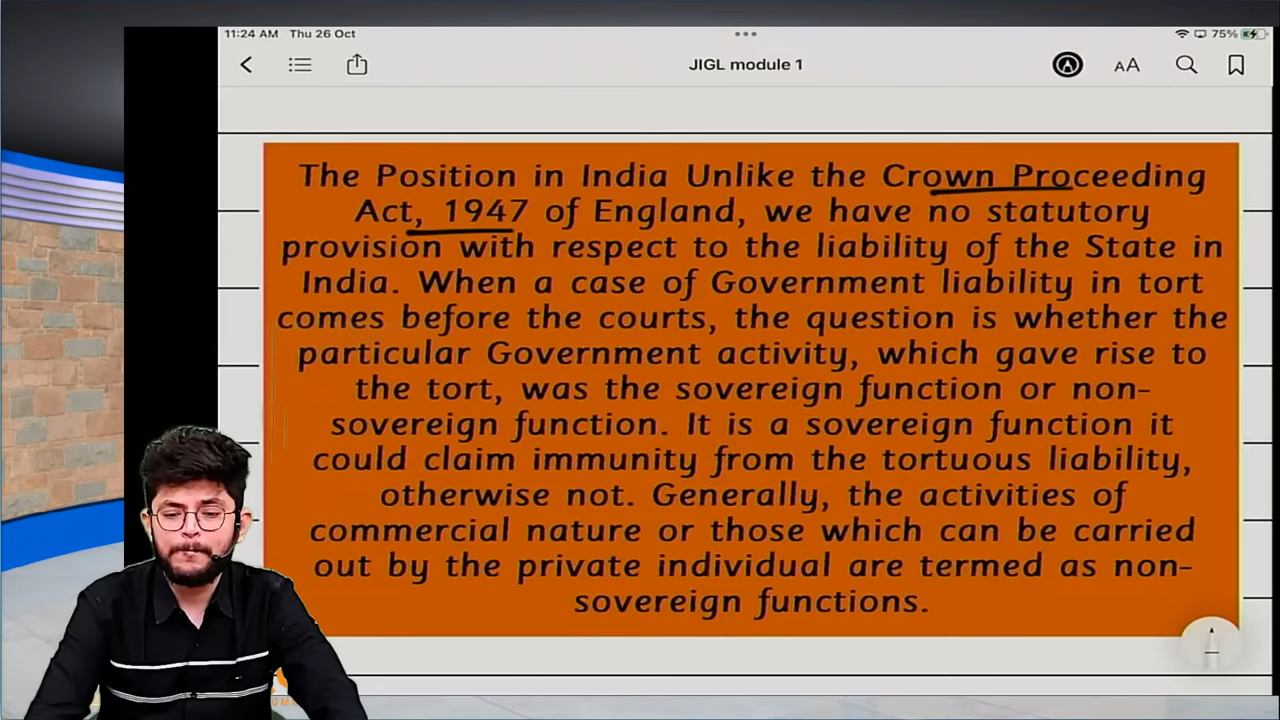 11:24 AM Thu 26 Oct
75%
JIGL module 1
AA
The Position in India Unlike the Crown Proceeding
Act, 1947 of England, we have no statutory
provision with respect to the liability of the State in
India. When a case of Government liability in tort
comes before the courts, the question is whether the
particular Government activity, which gave rise to
the tort, was the sovereign function or non-
sovereign function. It is a sovereign function it
could claim immunity from the tortuous liability,
otherwise not. Generally, the activities of
commercial nature or those which can be carried
out by the private individual are termed as non-
sovereign functions.